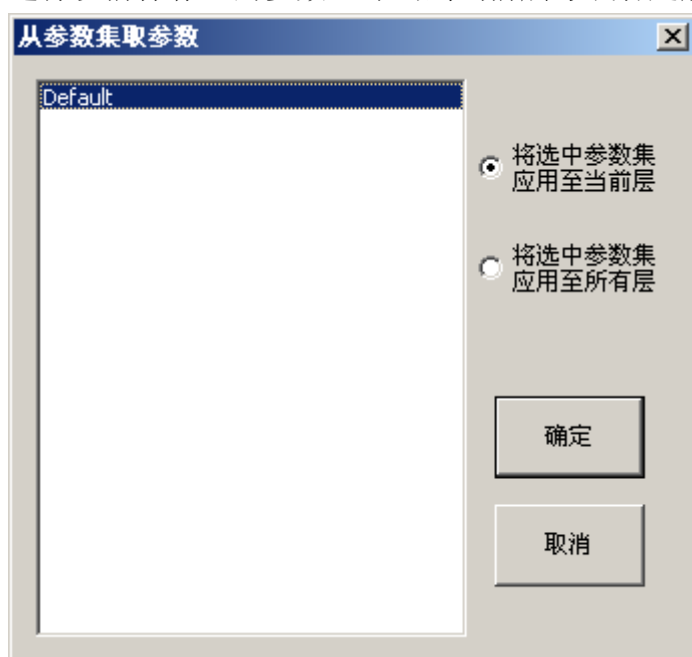 从参数集取参数
Default
将选中参数集
应用至当前层
将选中参数集
应用至所有层
确定
取消